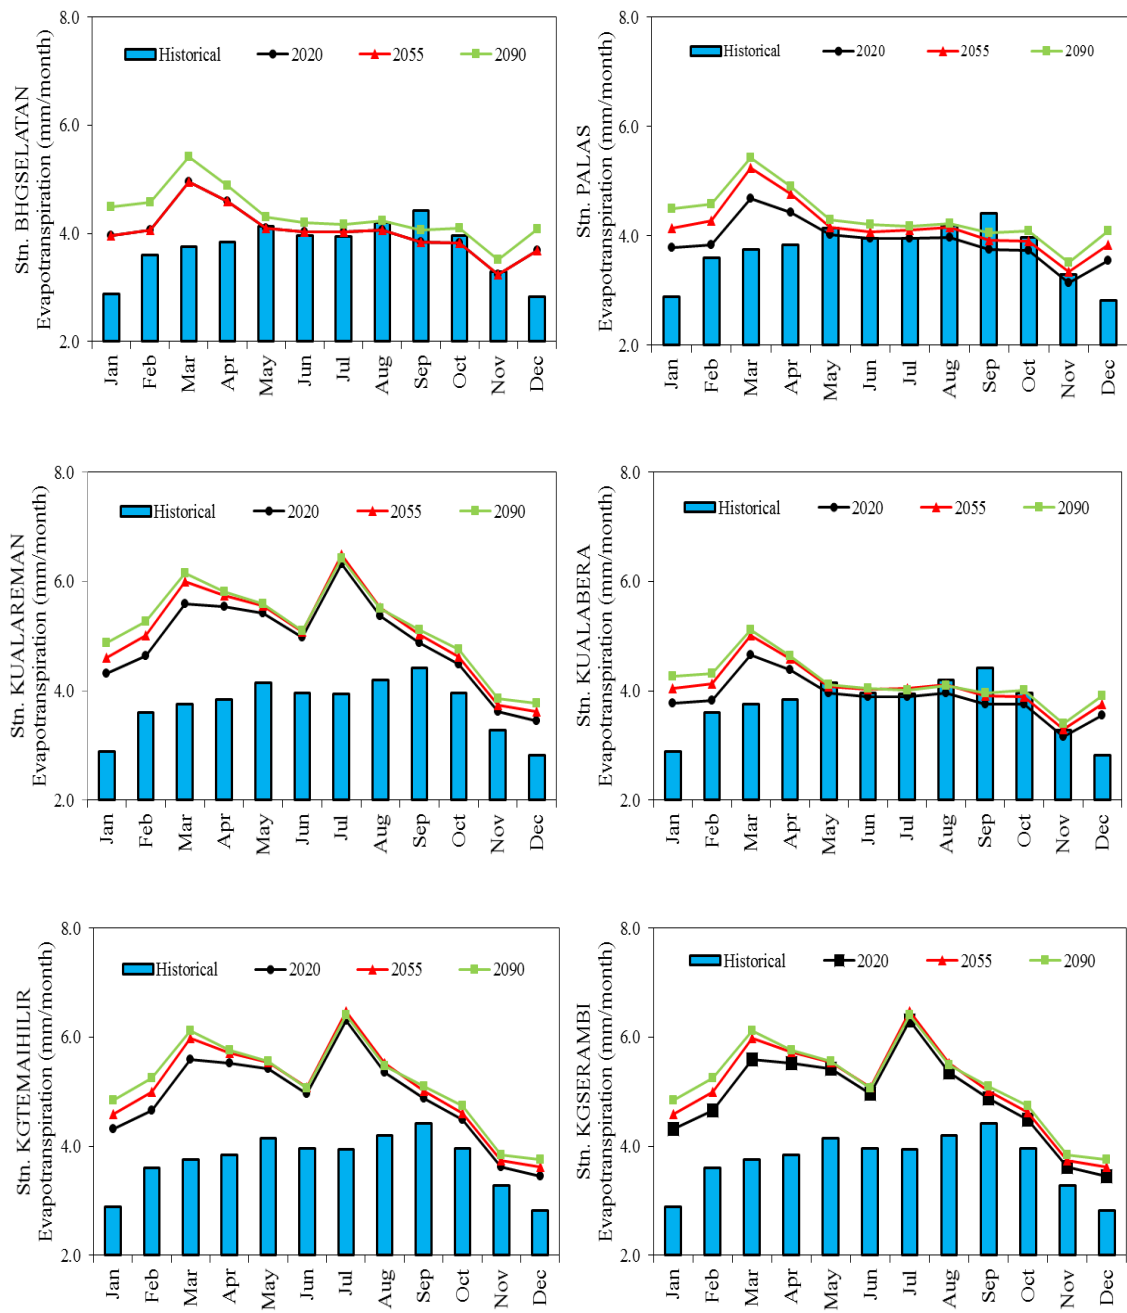 Stn. BHGSELATAN
Evapotranspiration (mm/month)
8.0
6.0
4.0
2.0
Historical 2020 2055 2090
Jan Feb Mar Apr May Jun Jul Aug Sep Oct Nov Dec
Stn. PALAS
Evapotranspiration (mm/month)
8.0
6.0
4.0
2.0
Historical 2020 2055 2090
Jan Feb Mar Apr May Jun Jul Aug Sep Oct Nov Dec
Stn. KUALAREMAN
Evapotranspiration (mm/month)
8.0
6.0
4.0
2.0
Historical 2020 2055 2090
Jan Feb Mar Apr May Jun Jul Aug Sep Oct Nov Dec
Stn. KUALABERA
Evapotranspiration (mm/month)
8.0
6.0
4.0
2.0
Historical 2020 2055 2090
Jan Feb Mar Apr May Jun Jul Aug Sep Oct Nov Dec
Stn. KGTEMAIHILIR
Evapotranspiration (mm/month)
8.0
6.0
4.0
2.0
Historical 2020 2055 2090
Jan Feb Mar Apr May Jun Jul Aug Sep Oct Nov Dec
Stn. KGSERAMBI
Evapotranspiration (mm/month)
8.0
6.0
4.0
2.0
Historical 2020 2055 2090
Jan Feb Mar Apr May Jun Jul Aug Sep Oct Nov Dec